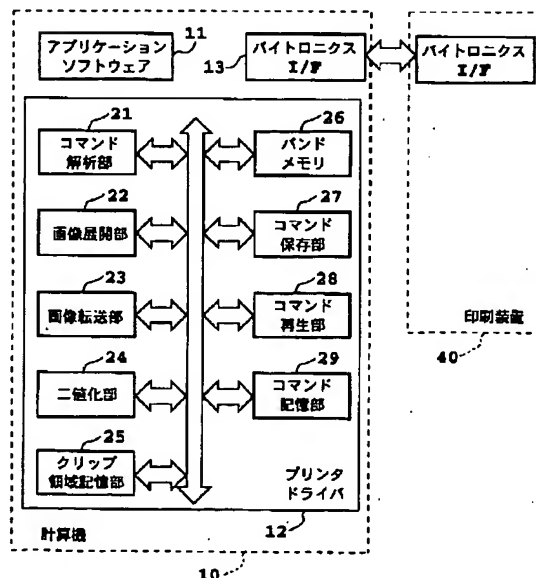 11
アプリケーション
ソフトウェア
13
バイトロニクス
I/F
バイトロニクス
I/F
21
コマンド
解析部
26
バンド
メモリ
22
画像展開部
27
コマンド
保存部
23
画像転送部
28
コマンド
再生部
印刷装置
40
24
二値化部
29
コマンド
記憶部
25
クリップ
領域記憶部
プリンタ
ドライバ
計算機
12
10